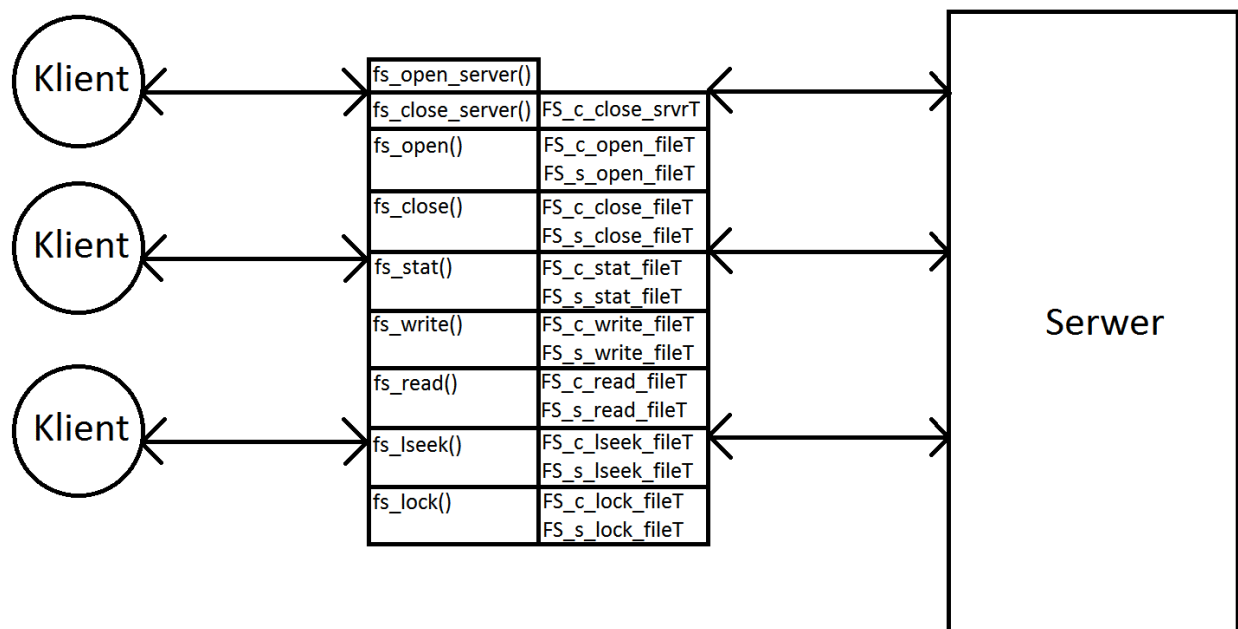 Klient
Klient
Klient
fs_open_server()
fs_close_server() FS_c_close_srvrT
fs_open() FS_c_open_fileT
FS_s_open_fileT
fs_close() FS_c_close_fileT
FS_s_close_fileT
fs_stat() FS_c_stat_fileT
FS_s_stat_fileT
fs_write() FS_c_write_fileT
FS_s_write_fileT
fs_read() FS_c_read_fileT
FS_s_read_fileT
fs_lseek() FS_c_lseek_fileT
FS_s_lseek_fileT
fs_lock() FS_c_lock_fileT
FS_s_lock_fileT
Serwer